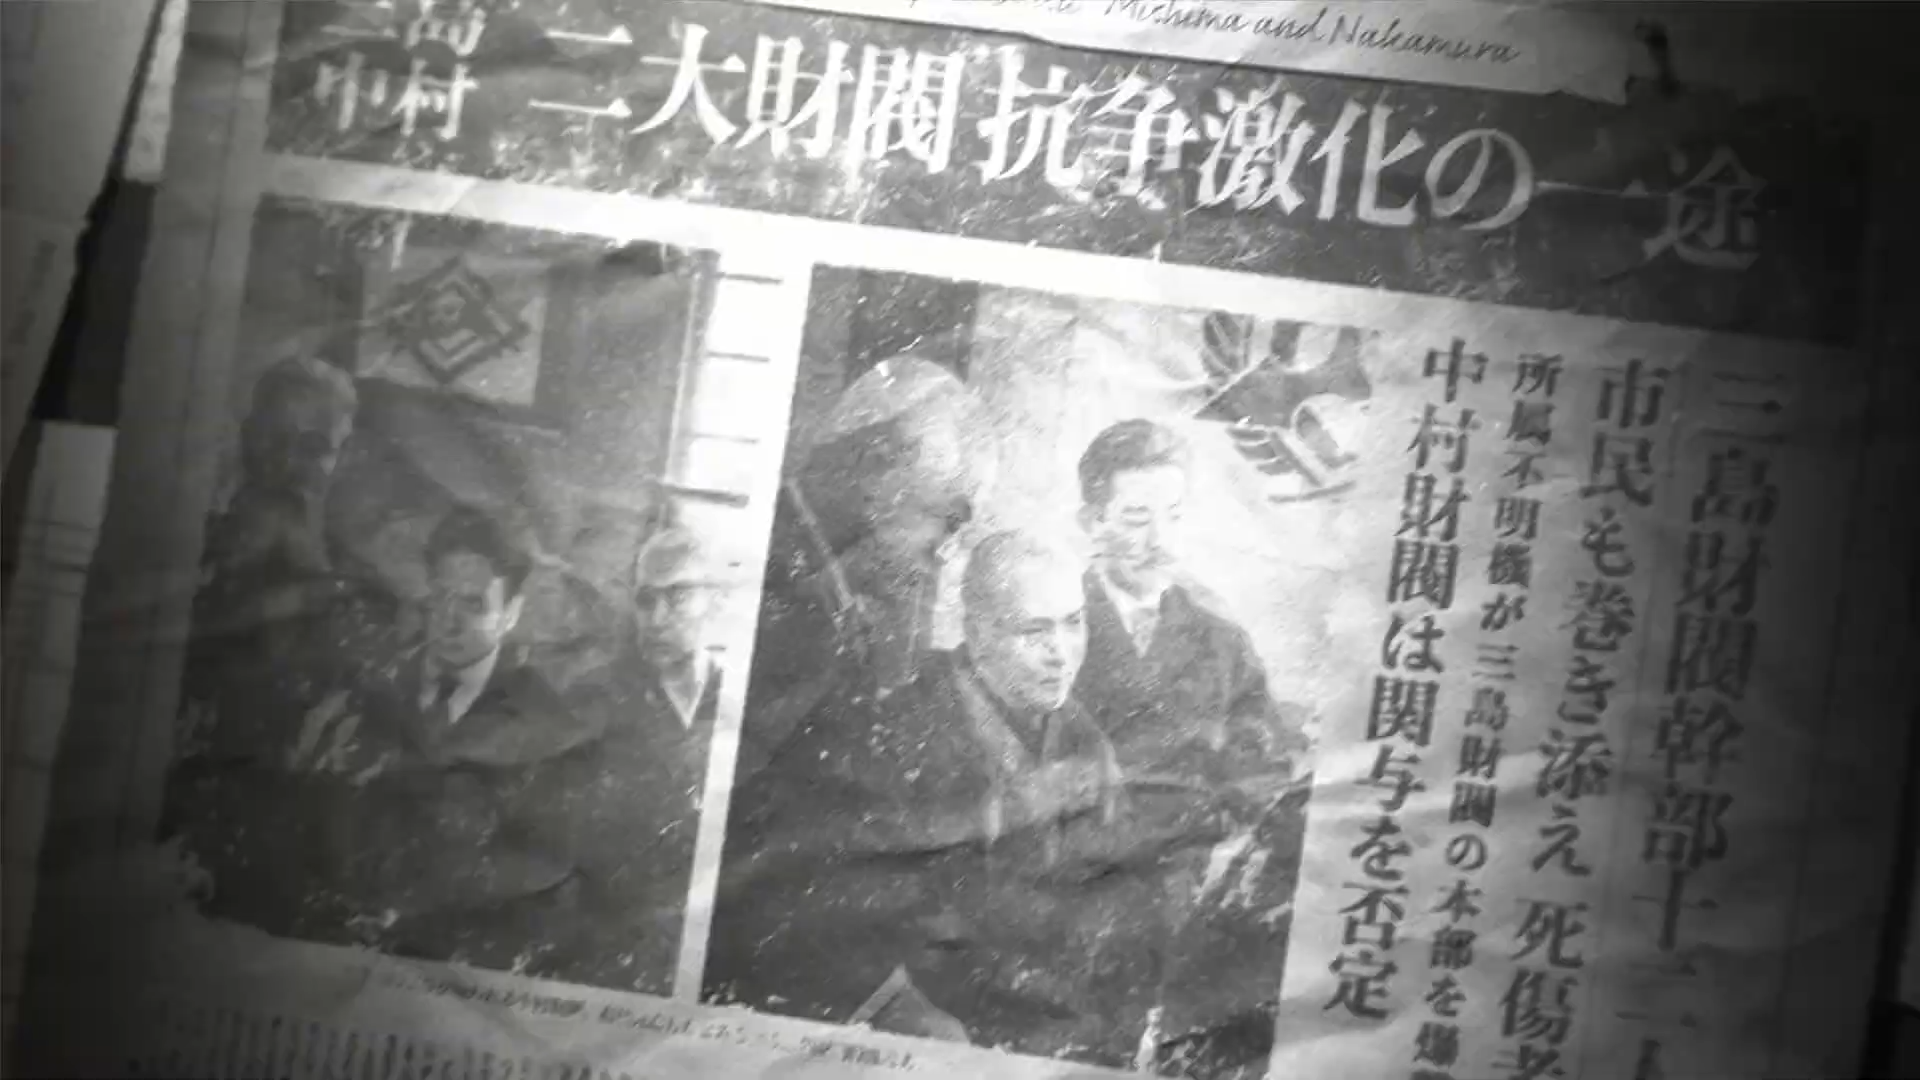 Mishima and Nakamura
三島
中村
二大財閥 抗争激化の一途
三島財閥幹部十二人
市民も巻き添え 死傷者
所属不明機が三島財閥の本部を爆
中村財閥は関与を否定